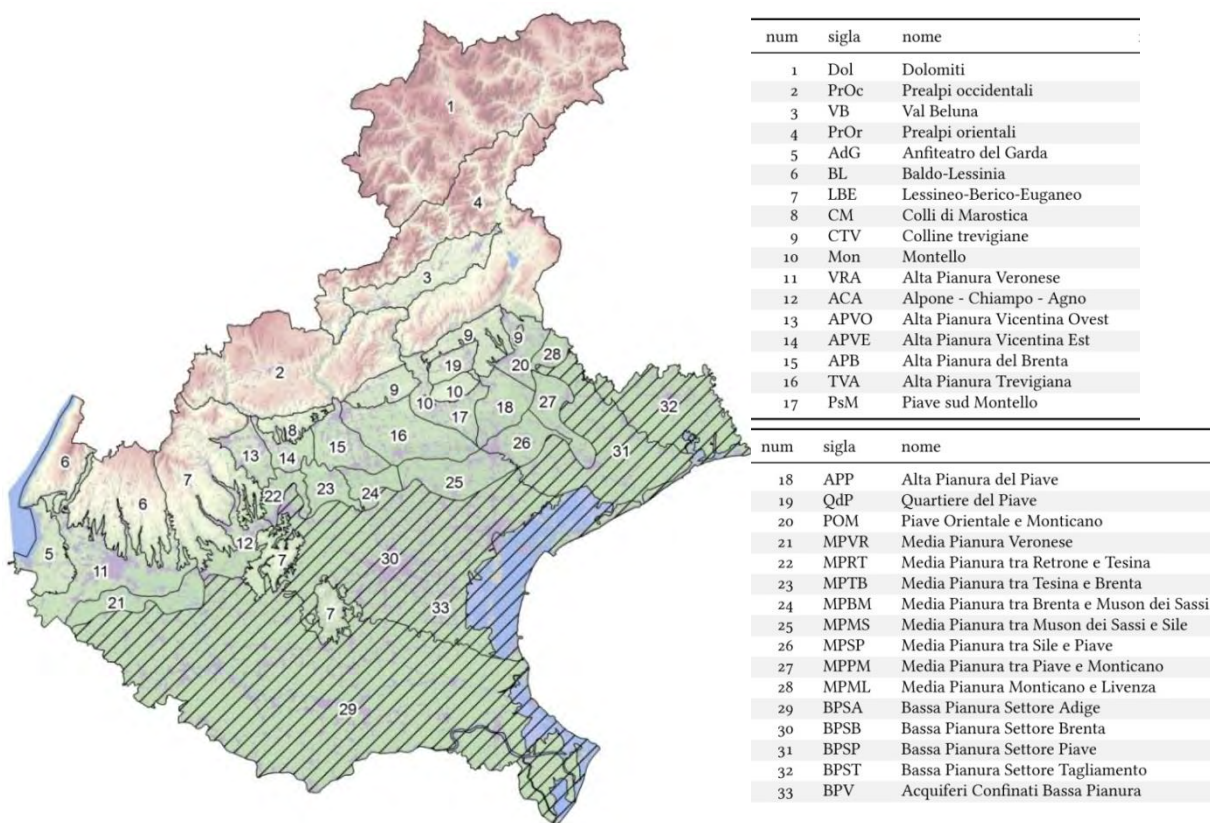 num sigla nome
1 Dol Dolomiti
2 PrOc Prealpi occidentali
3 VB Val Beluna
4 PrOr Prealpi orientali
5 AdG Anfiteatro del Garda
6 BL Baldo-Lessinia
7 LBE Lessineo-Berico-Euganeo
8 CM Colli di Marostica
9 CTV Colline trevigiane
10 Mon Montello
11 VRA Alta Pianura Veronese
12 ACA Alpone - Chiampo - Agno
13 APVO Alta Pianura Vicentina Ovest
14 APVE Alta Pianura Vicentina Est
15 APB Alta Pianura del Brenta
16 TVA Alta Pianura Trevigiana
17 PsM Piave sud Montello
num sigla nome
18 APP Alta Pianura del Piave
19 QdP Quartiere del Piave
20 POM Piave Orientale e Monticano
21 MPVR Media Pianura Veronese
22 MPRT Media Pianura tra Retrone e Tesina
23 MPTB Media Pianura tra Tesina e Brenta
24 MPBM Media Pianura tra Brenta e Muson dei Sassi
25 MPMS Media Pianura tra Muson dei Sassi e Sile
26 MPSP Media Pianura tra Sile e Piave
27 MPPM Media Pianura tra Piave e Monticano
28 MPML Media Pianura Monticano e Livenza
29 BPSA Bassa Pianura Settore Adige
30 BPSB Bassa Pianura Settore Brenta
31 BPSP Bassa Pianura Settore Piave
32 BPST Bassa Pianura Settore Tagliamento
33 BPV Acquiferi Confinati Bassa Pianura
1
4
3
9
9
28
20
19
2
9
10
10
32
27
18
17
16
26
31
8
15
13
14
6
7
25
23
24
22
6
12
7
5
11
30
21
7
33
29